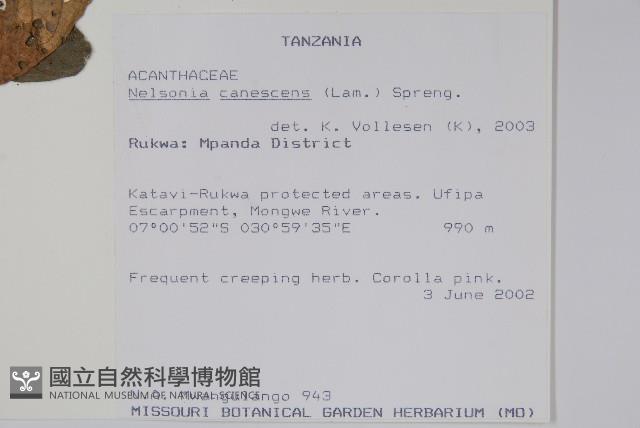 TANZANIA
ACANTHACEAE
Nelsonia canescens (Lam.) Spreng.
det. K. Vollesen (K), 2003
Rukwa: Mpanda District
Katavi-Rukwa protected areas. Ufipa
Escarpment, Mongwe River.
07°00'52"S 030°59'35"E 990 m
Frequent creeping herb. Corolla pink.
3 June 2002
國立自然科學博物館
NATIONAL MUSEUM OF NATURAL SCIENCE
943
MISSOURI BOTANICAL GARDEN HERBARIUM (MO)